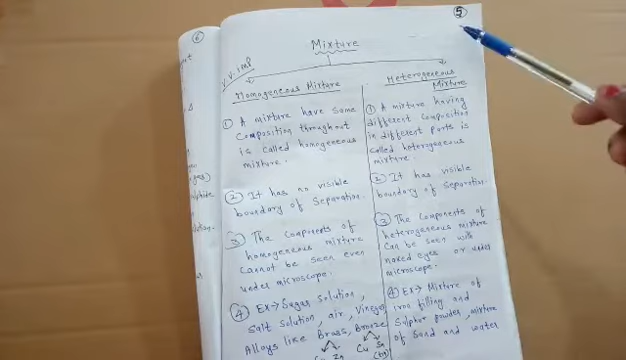 6
5
Mixture
V.V.Imp
Homogeneous Mixture
① A mixture have same
composition throughout
is called homogeneous
mixture.
② It has no visible
boundary of separation.
③ The components of
homogeneous mixture
cannot be seen even
under microscope.
④ Ex→ Sugar solution,
Salt solution, air, Vinegar
Alloys like Brass, Bronze
Cu Zn Cu Sn
Heterogeneous
Mixture
① A mixture having
different composition
in different parts is
called heterogeneous
mixture.
② It has visible
boundary of separation.
③ The components of
heterogeneous mixture
can be seen with
naked eyes or under
microscope.
④ Ex→ Mixture of
iron filling and
Sulphur powder, mixture
of Sand and water